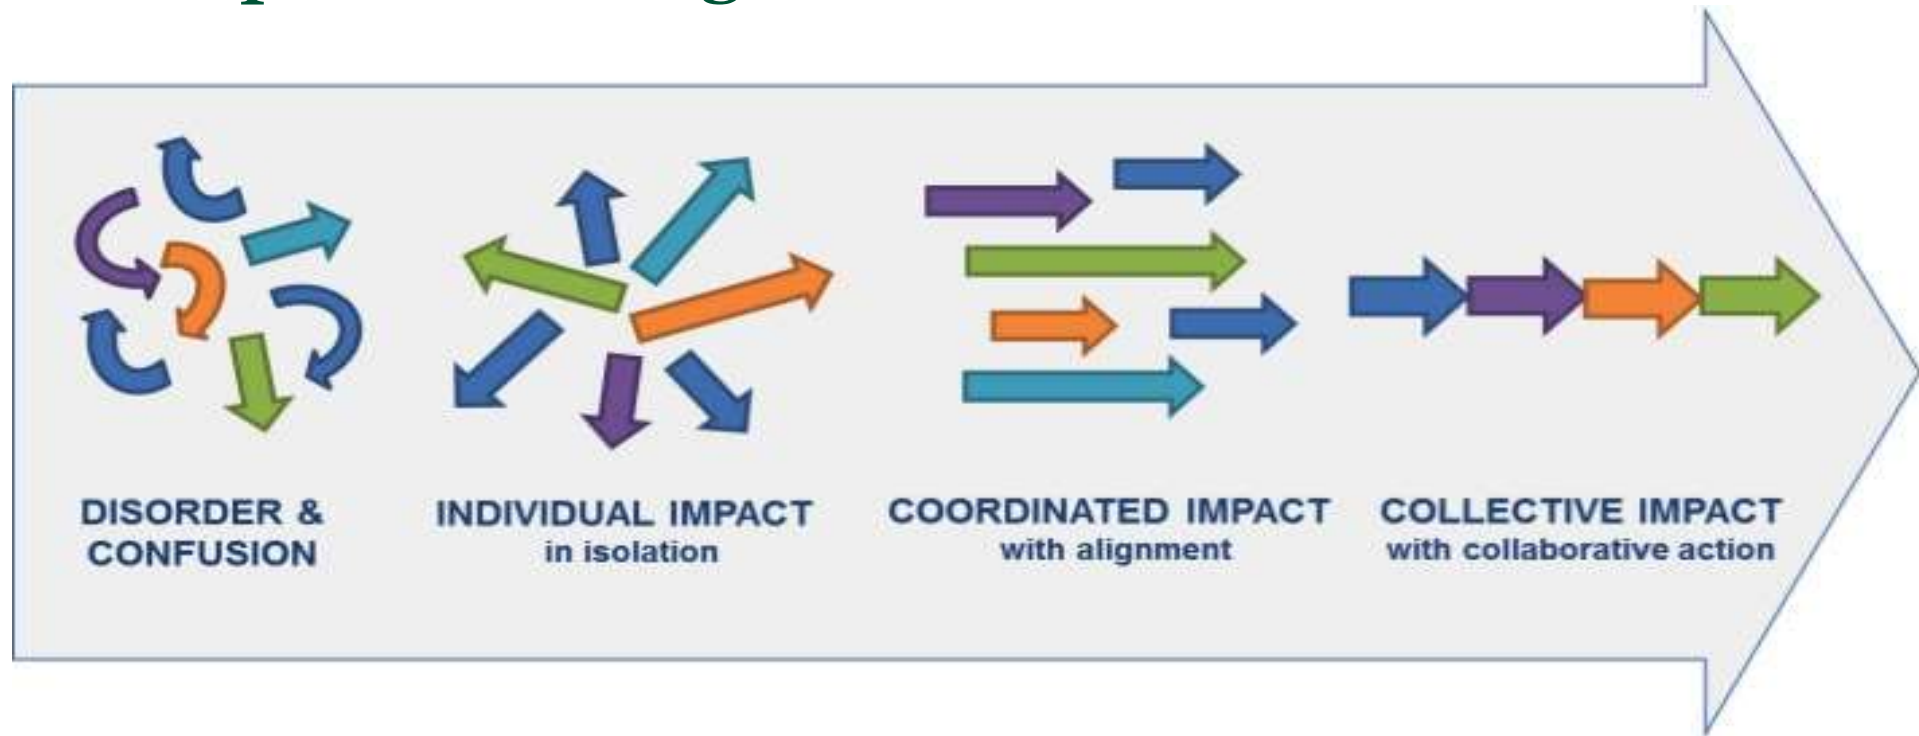 DISORDER &
CONFUSION
INDIVIDUAL IMPACT
in isolation
COORDINATED IMPACT
with alignment
COLLECTIVE IMPACT
with collaborative action